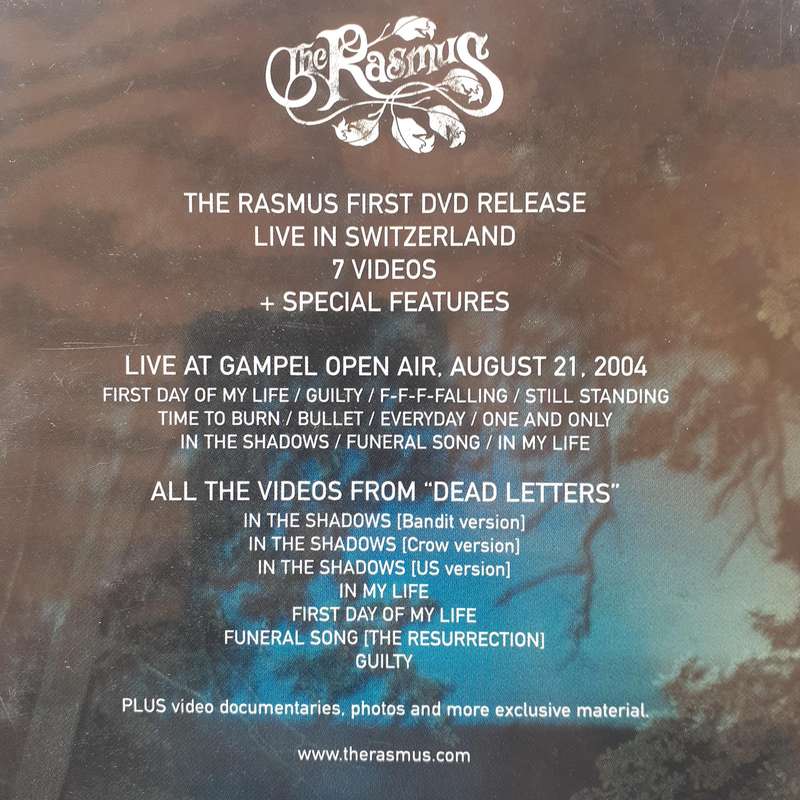 The Rasmus
THE RASMUS FIRST DVD RELEASE
LIVE IN SWITZERLAND
7 VIDEOS
+ SPECIAL FEATURES
LIVE AT GAMPEL OPEN AIR, AUGUST 21, 2004
FIRST DAY OF MY LIFE / GUILTY / F-F-F-FALLING / STILL STANDING
TIME TO BURN / BULLET / EVERYDAY / ONE AND ONLY
IN THE SHADOWS / FUNERAL SONG / IN MY LIFE
ALL THE VIDEOS FROM “DEAD LETTERS”
IN THE SHADOWS [Bandit version]
IN THE SHADOWS [Crow version]
IN THE SHADOWS [US version]
IN MY LIFE
FIRST DAY OF MY LIFE
FUNERAL SONG [THE RESURRECTION]
GUILTY
PLUS video documentaries, photos and more exclusive material.
www.therasmus.com